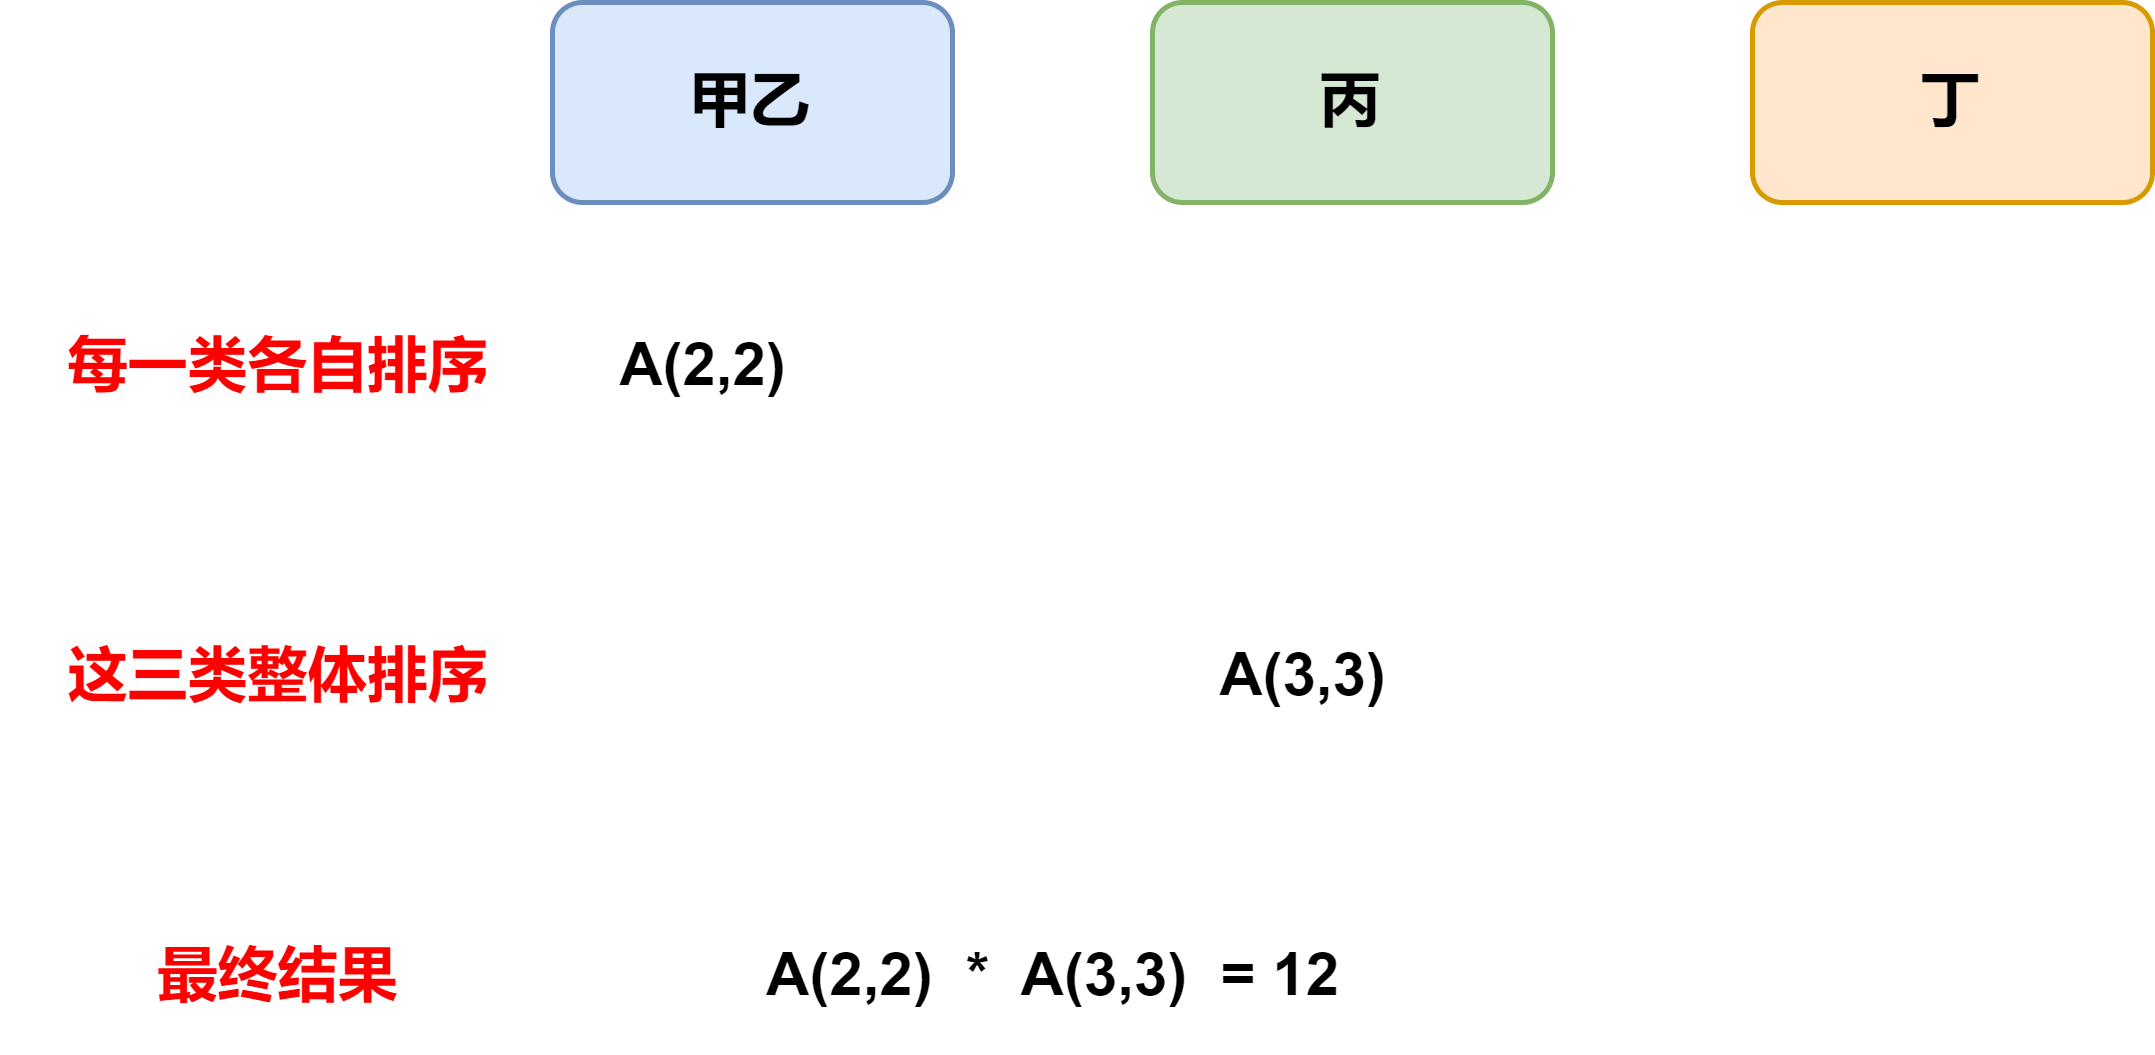 甲乙
丙
丁
每一类各自排序
A(2,2)
这三类整体排序
A(3,3)
最终结果
A(2,2) * A(3,3) = 12